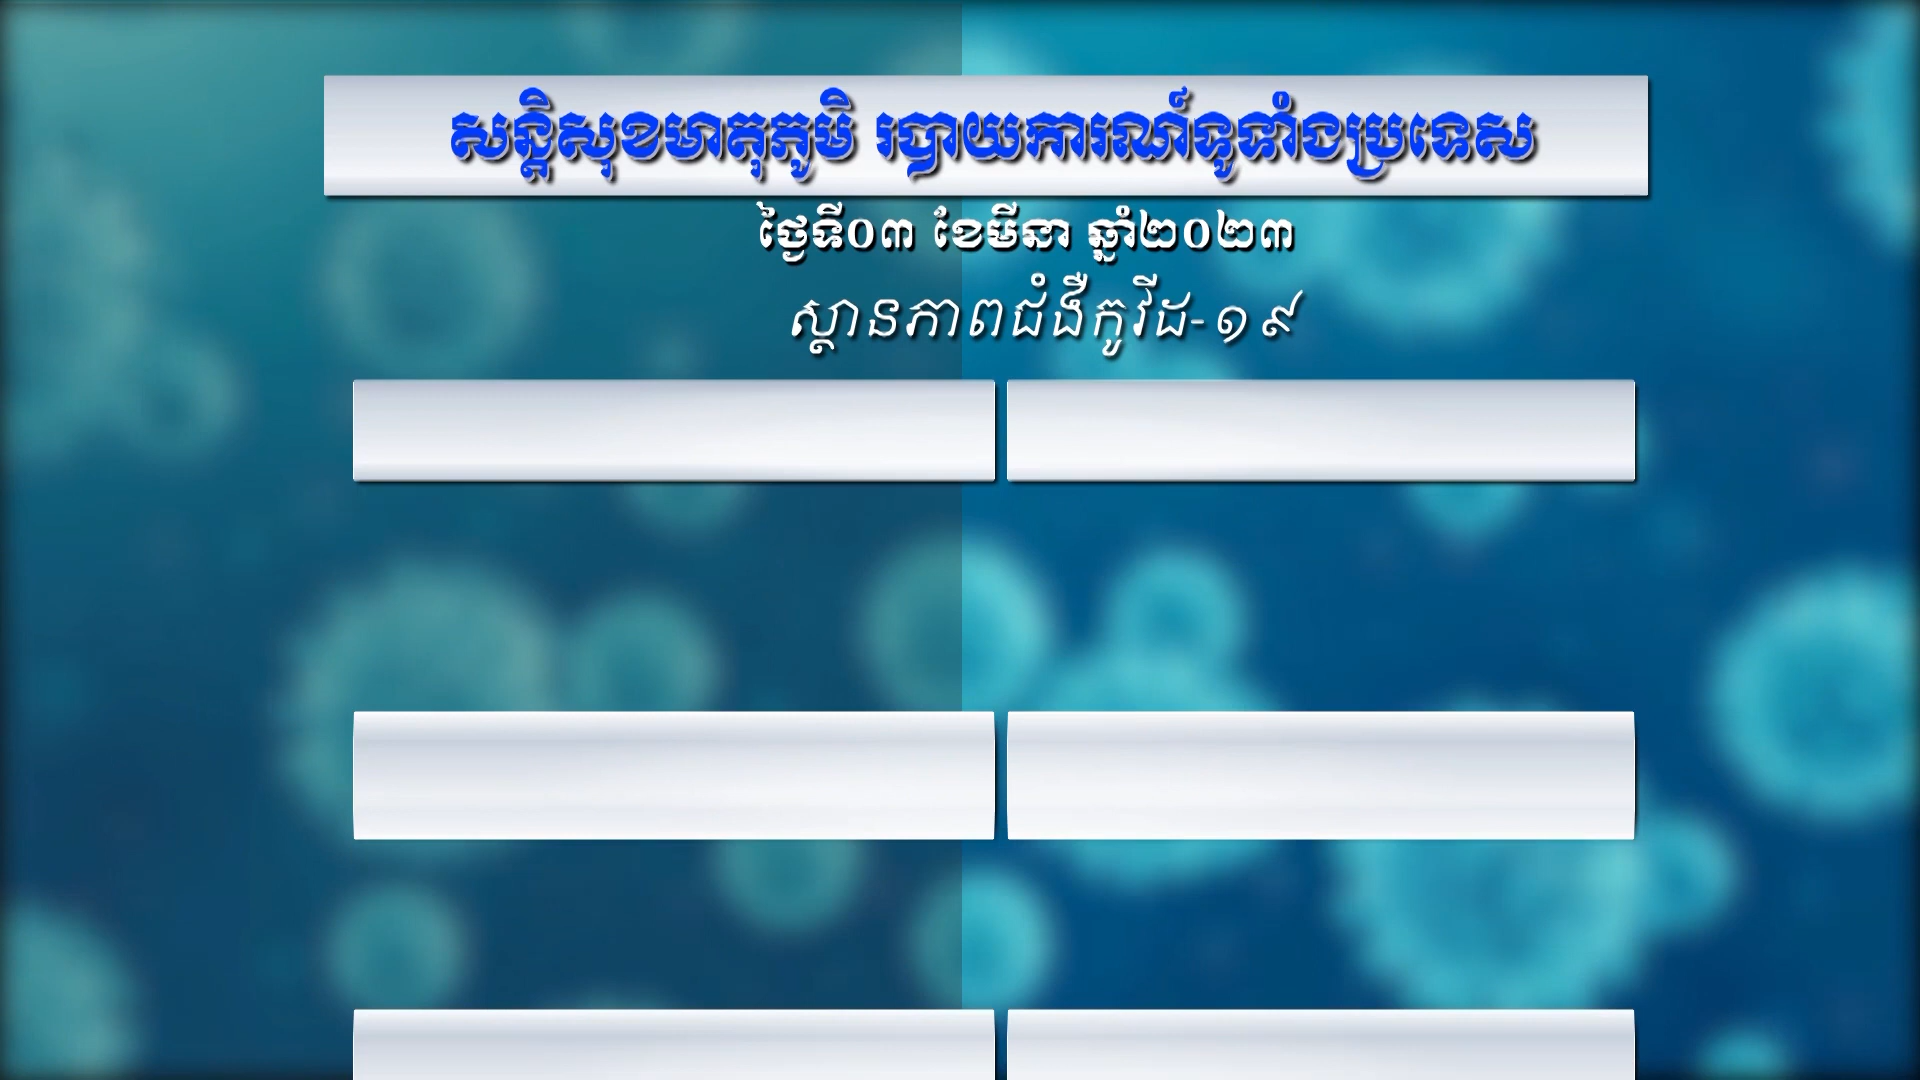 សន្តិសុខមាតុភូមិ របាយការណ៍ទូទាំងប្រទេស
ថ្ងៃទី០៣ ខែមីនា ឆ្នាំ២០២៣
ស្ថានភាពជំងឺកូវីដ-១៩